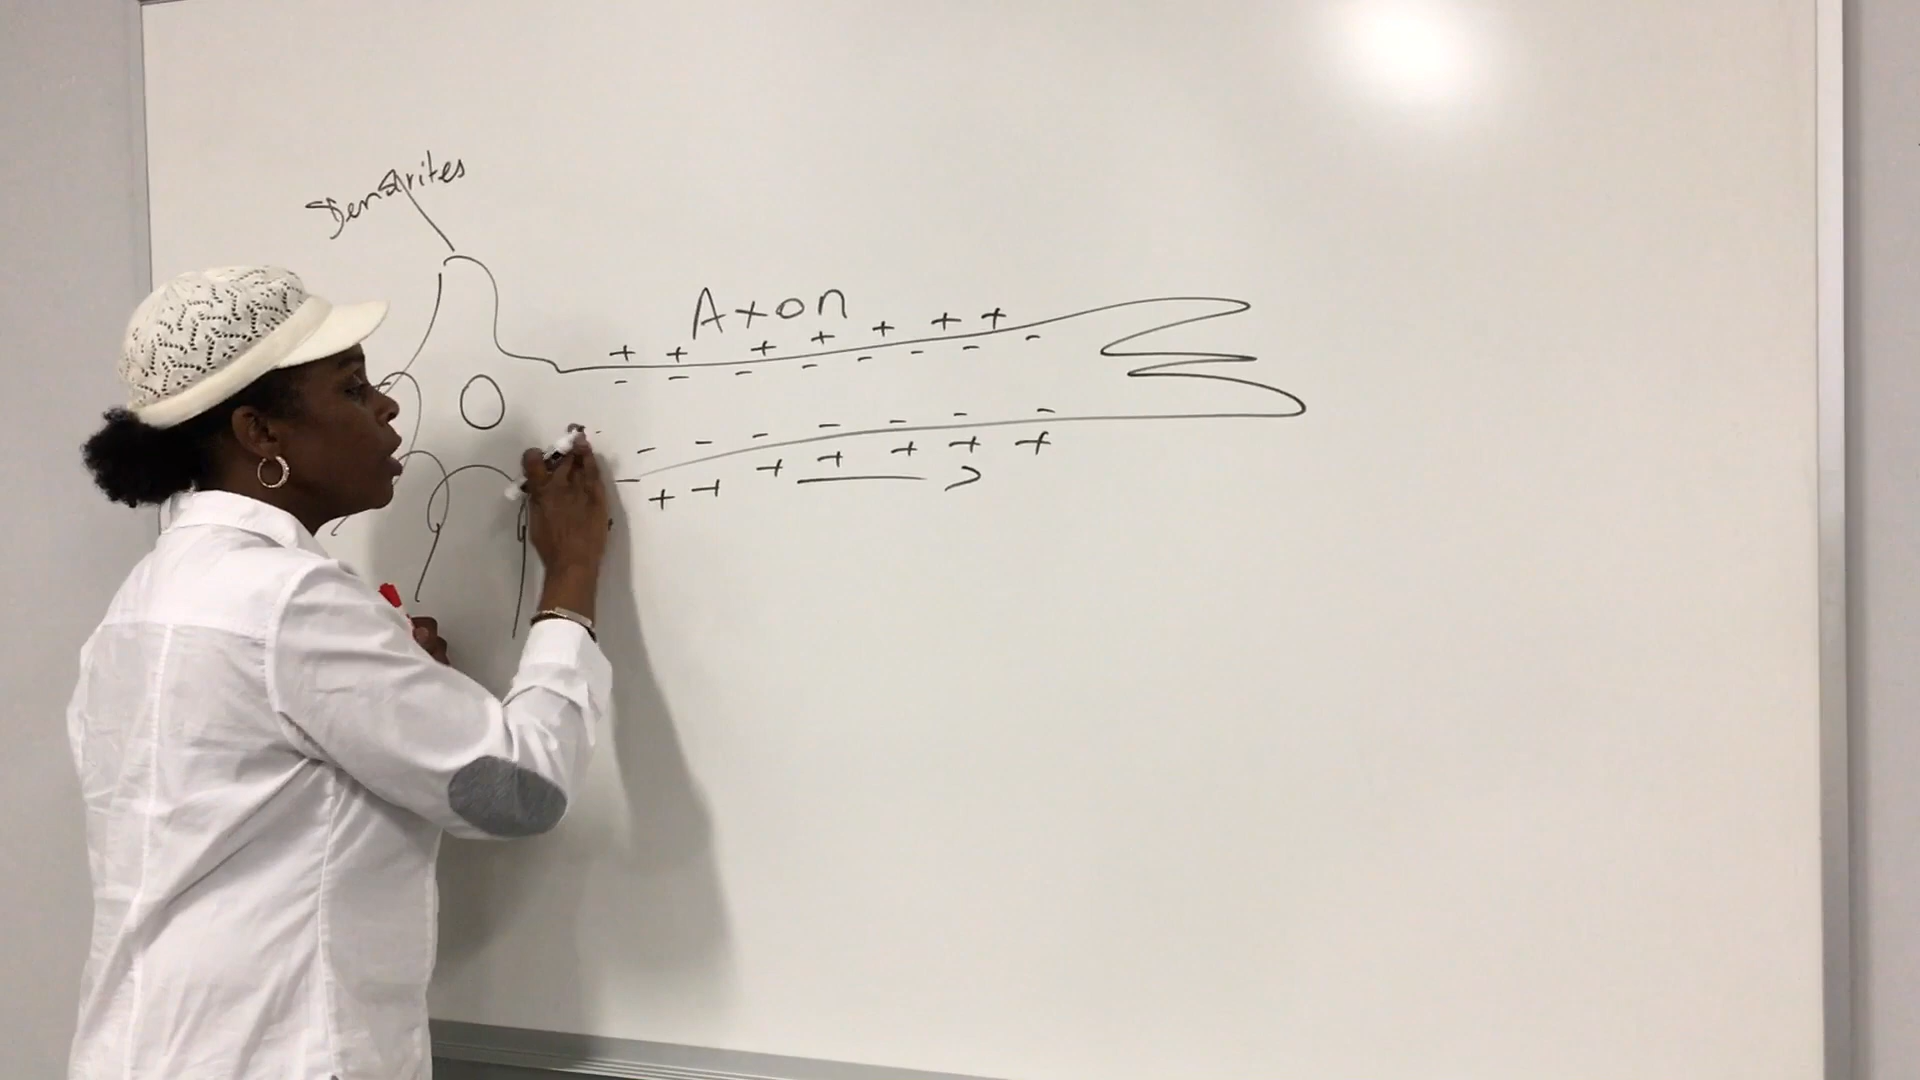 Dendrites
Axon
+ + + + + + +
- - - - - - - -
- - - - - - -
+ + + + + + +